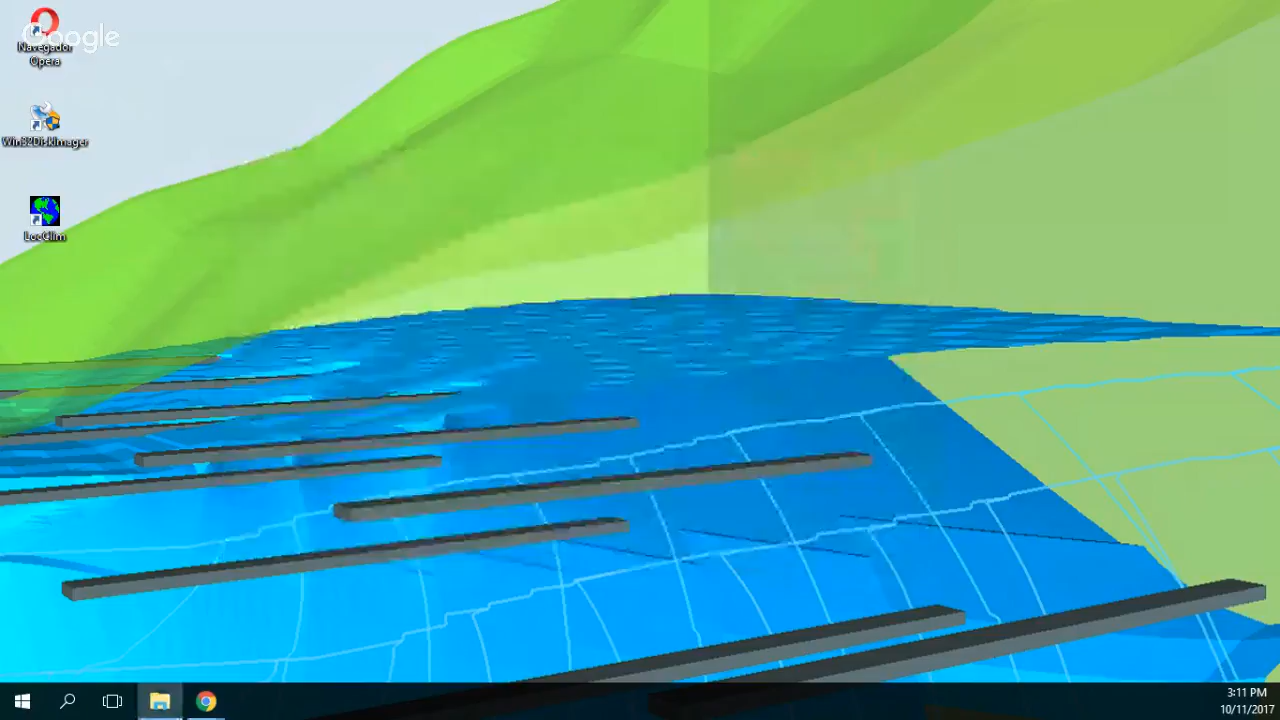 Google
Navegador
Opera
Win32DiskImager
LocClim
3:11 PM
10/11/2017